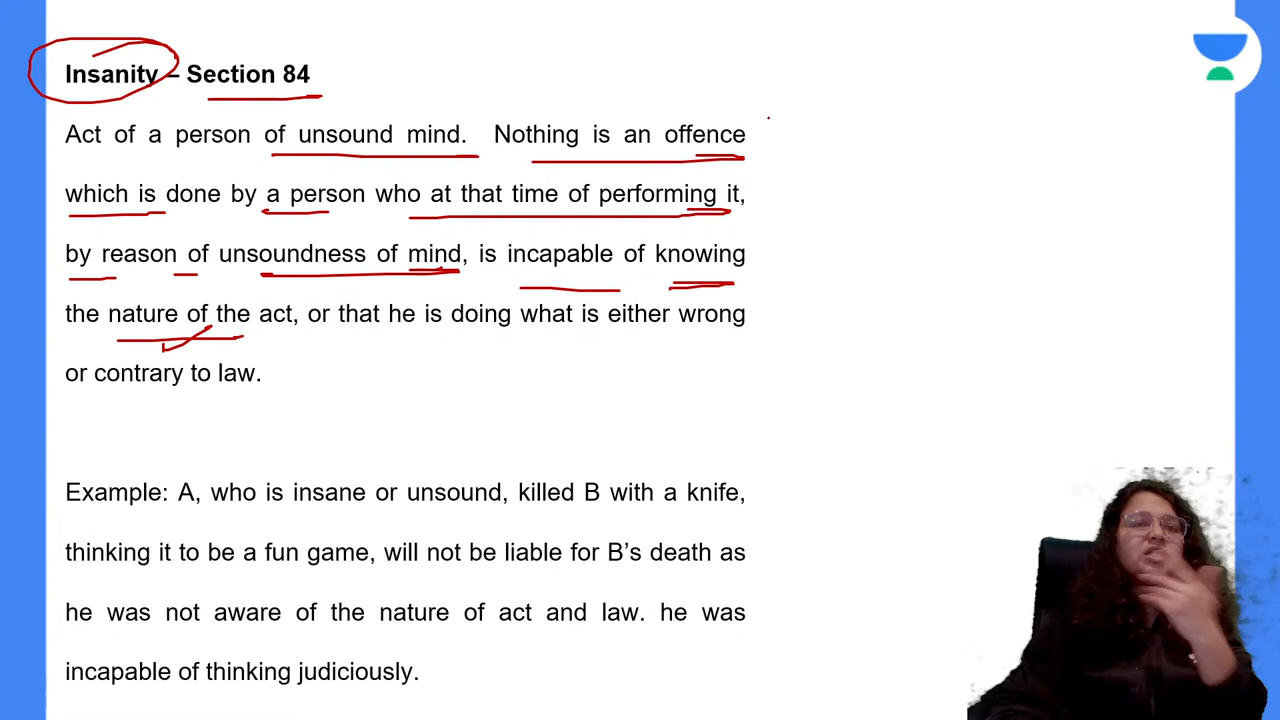 Insanity – Section 84
Act of a person of unsound mind. Nothing is an offence
which is done by a person who at that time of performing it,
by reason of unsoundness of mind, is incapable of knowing
the nature of the act, or that he is doing what is either wrong
or contrary to law.
Example: A, who is insane or unsound, killed B with a knife,
thinking it to be a fun game, will not be liable for B’s death as
he was not aware of the nature of act and law. he was
incapable of thinking judiciously.